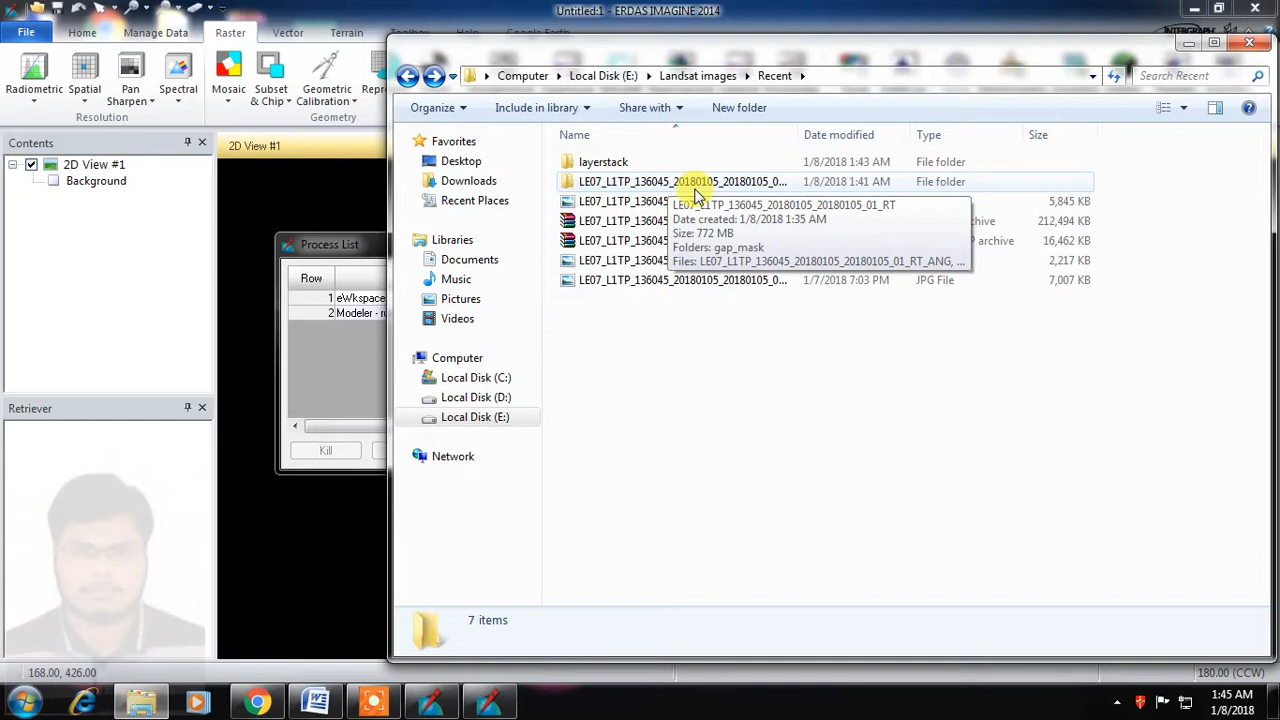 Untitled:1 - ERDAS IMAGINE 2014
File Home Manage Data Raster Vector Terrain
Radiometric Spatial Pan Sharpen Spectral Mosaic Subset & Chip Geometric Calibration
Resolution Geometry
INTERGRAPH
Contents
2D View #1
2D View #1
Background
Retriever
Process List
Row
1 eWkspace
2 Modeler - ru
Kill
Computer Local Disk (E:) Landsat images Recent
Search Recent
Organize Include in library Share with New folder
Favorites
Desktop
Downloads
Recent Places
Libraries
Documents
Music
Pictures
Videos
Computer
Local Disk (C:)
Local Disk (D:)
Local Disk (E:)
Network
Name Date modified Type Size
layerstack 1/8/2018 1:43 AM File folder
LE07_L1TP_136045_20180105_20180105_0... 1/8/2018 1:41 AM File folder
LE07_L1TP_136045 5,845 KB
LE07_L1TP_136045 chive 212,494 KB
LE07_L1TP_136045 P archive 16,462 KB
LE07_L1TP_136045 2,217 KB
LE07_L1TP_136045_20180105_20180105_0... 1/7/2018 7:03 PM JPG File 7,007 KB
LE07_L1TP_136045_20180105_20180105_01_RT
Date created: 1/8/2018 1:35 AM
Size: 772 MB
Folders: gap_mask
Files: LE07_L1TP_136045_20180105_20180105_01_RT_ANG, ...
7 items
168.00, 426.00
180.00 (CCW)
1:45 AM
1/8/2018